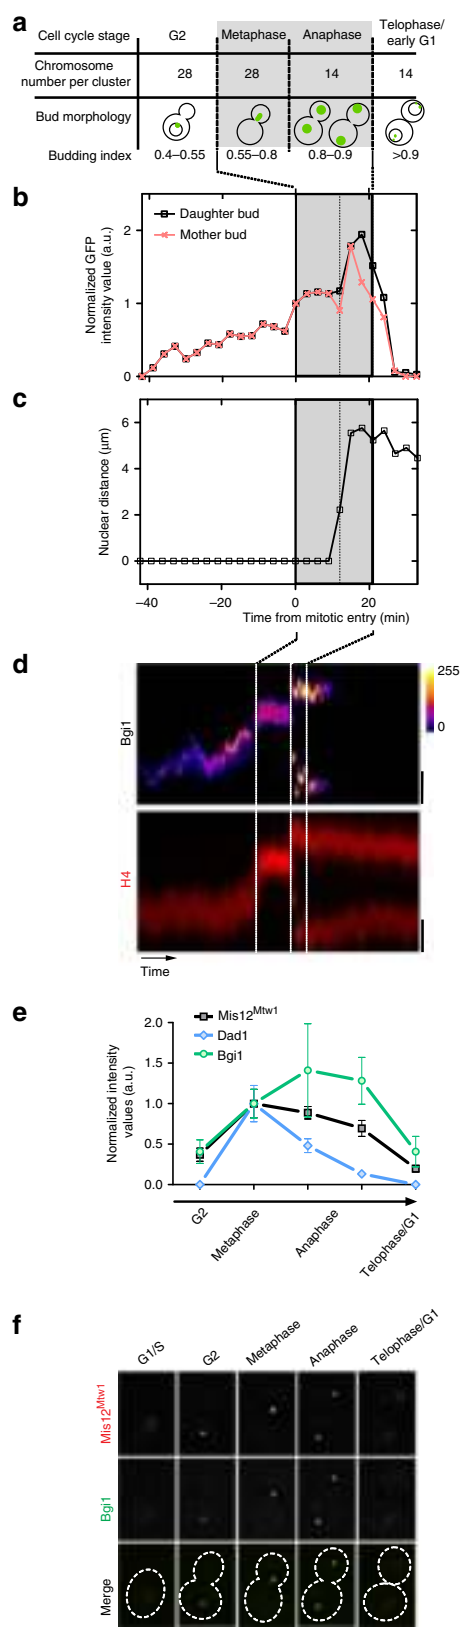 a
Cell cycle stage G2 Metaphase Anaphase Telophase/
early G1
Chromosome
number per cluster 28 28 14 14
Bud morphology
Budding index 0.4–0.55 0.55–0.8 0.8–0.9 >0.9
b
Normalized GFP
intensity value (a.u.)
2
1
0
Daughter bud
Mother bud
c
Nuclear distance (μm)
6
4
2
0
−40 −20 0 20
Time from mitotic entry (min)
d
Bgi1
255
0
H4
Time
e
Normalized intensity
values (a.u.)
2.0
1.5
1.0
0.5
0.0
Mis12^Mtw1
Dad1
Bgi1
G2 Metaphase Anaphase Telophase/G1
f
G1/S G2 Metaphase Anaphase Telophase/G1
Mis12^Mtw1
Bgi1
Merge